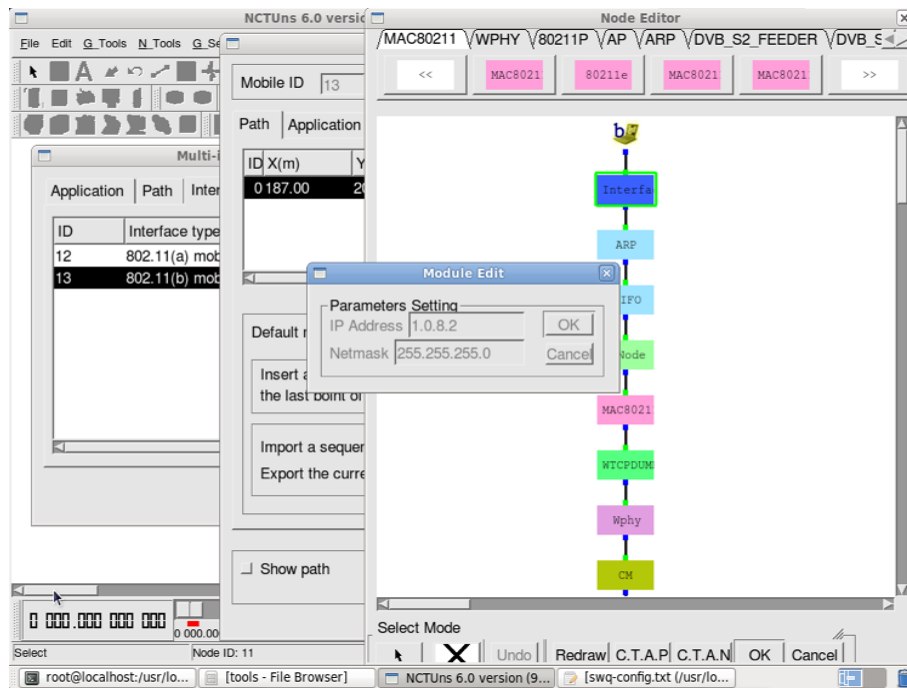 NCTUns 6.0 versic
Node Editor
File Edit G_Tools N_Tools G_Se
MAC80211 WPHY 80211P AP ARP DVB_S2_FEEDER DVB_S
<< MAC8021 80211e MAC8021 MAC8021 >>
Mobile ID 13
Path Application
ID X(m) Y
0 187.00 20
b
Interfa
ARP
IFO
Node
MAC8021
WTCPDUM
Wphy
CM
Multi-i
Application Path Inter
ID Interface type
12 802.11(a) mob
13 802.11(b) mob
Module Edit
Parameters Setting
IP Address 1.0.8.2 OK
Netmask 255.255.255.0 Cancel
Default r
Insert a
the last point of
Import a sequen
Export the curre
Show path
0 000.000 000 000
0 000.00
Select Mode
Undo Redraw C.T.A.P C.T.A.N OK Cancel
Select Node ID: 11
root@localhost:/usr/lo... [tools - File Browser] NCTUns 6.0 version (9... [swq-config.txt (/usr/lo...